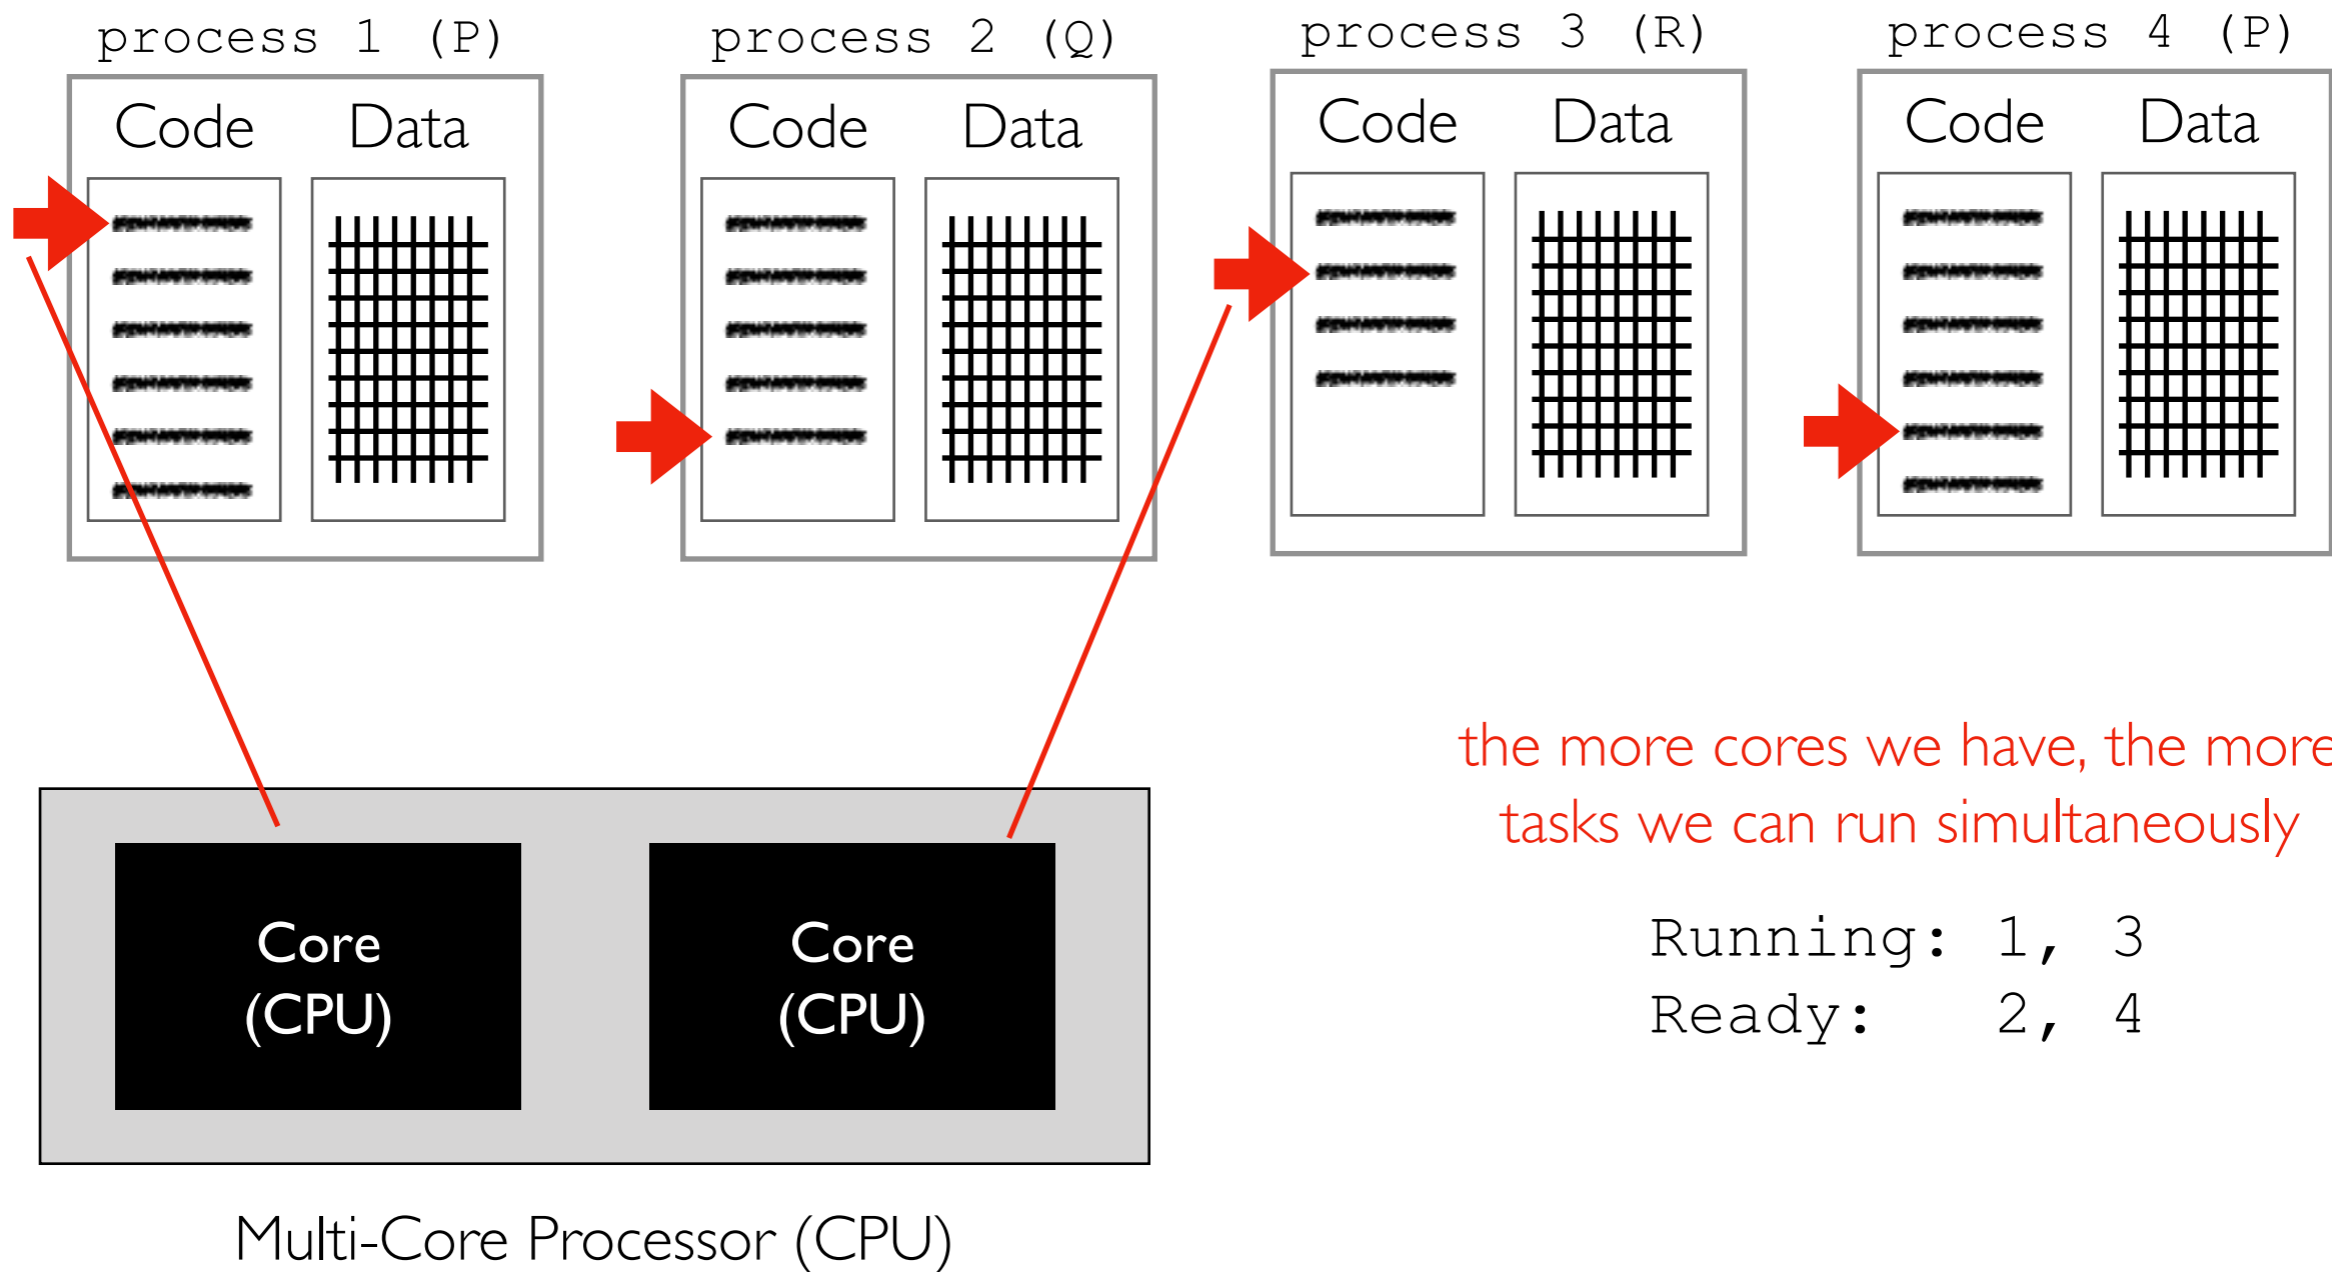 process 1 (P)
process 2 (Q)
process 3 (R)
process 4 (P)
Code Data
Code Data
Code Data
Code Data
the more cores we have, the more
tasks we can run simultaneously
Running: 1, 3
Ready: 2, 4
Core
(CPU)
Core
(CPU)
Multi-Core Processor (CPU)